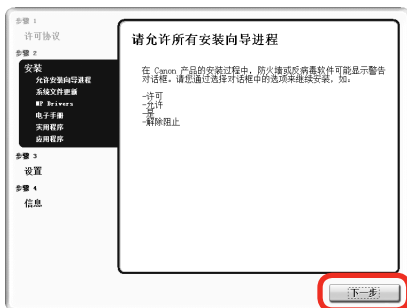 步骤 1
许可协议
步骤 2
安装
允许安装向导进程
系统文件更新
MP Drivers
电子手册
实用程序
应用程序
步骤 3
设置
步骤 4
信息
请允许所有安装向导进程
在 Canon 产品的安装过程中，防火墙或反病毒软件可能显示警告
对话框。请您通过选择对话框中的选项来继续安装，如：
-许可
-允许
-是
-解除阻止
下一步